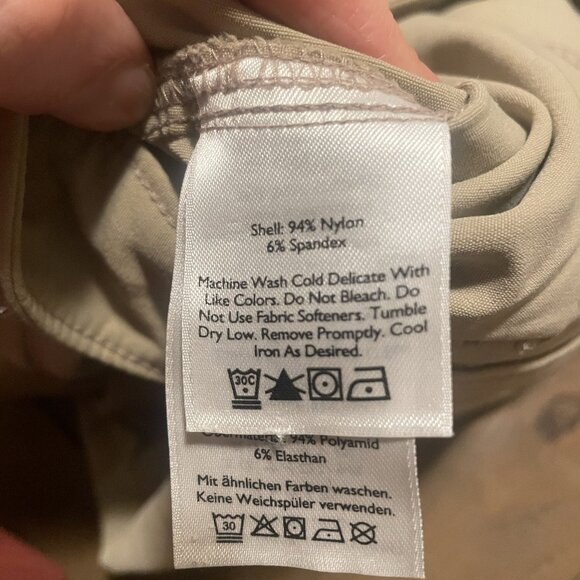 Shell: 94% Nylon
6% Spandex
Machine Wash Cold Delicate With
Like Colors. Do Not Bleach. Do
Not Use Fabric Softeners. Tumble
Dry Low. Remove Promptly. Cool
Iron As Desired.
30C
Obermaterial: 94% Polyamid
6% Elasthan
Mit ähnlichen Farben waschen.
Keine Weichspüler verwenden.
30